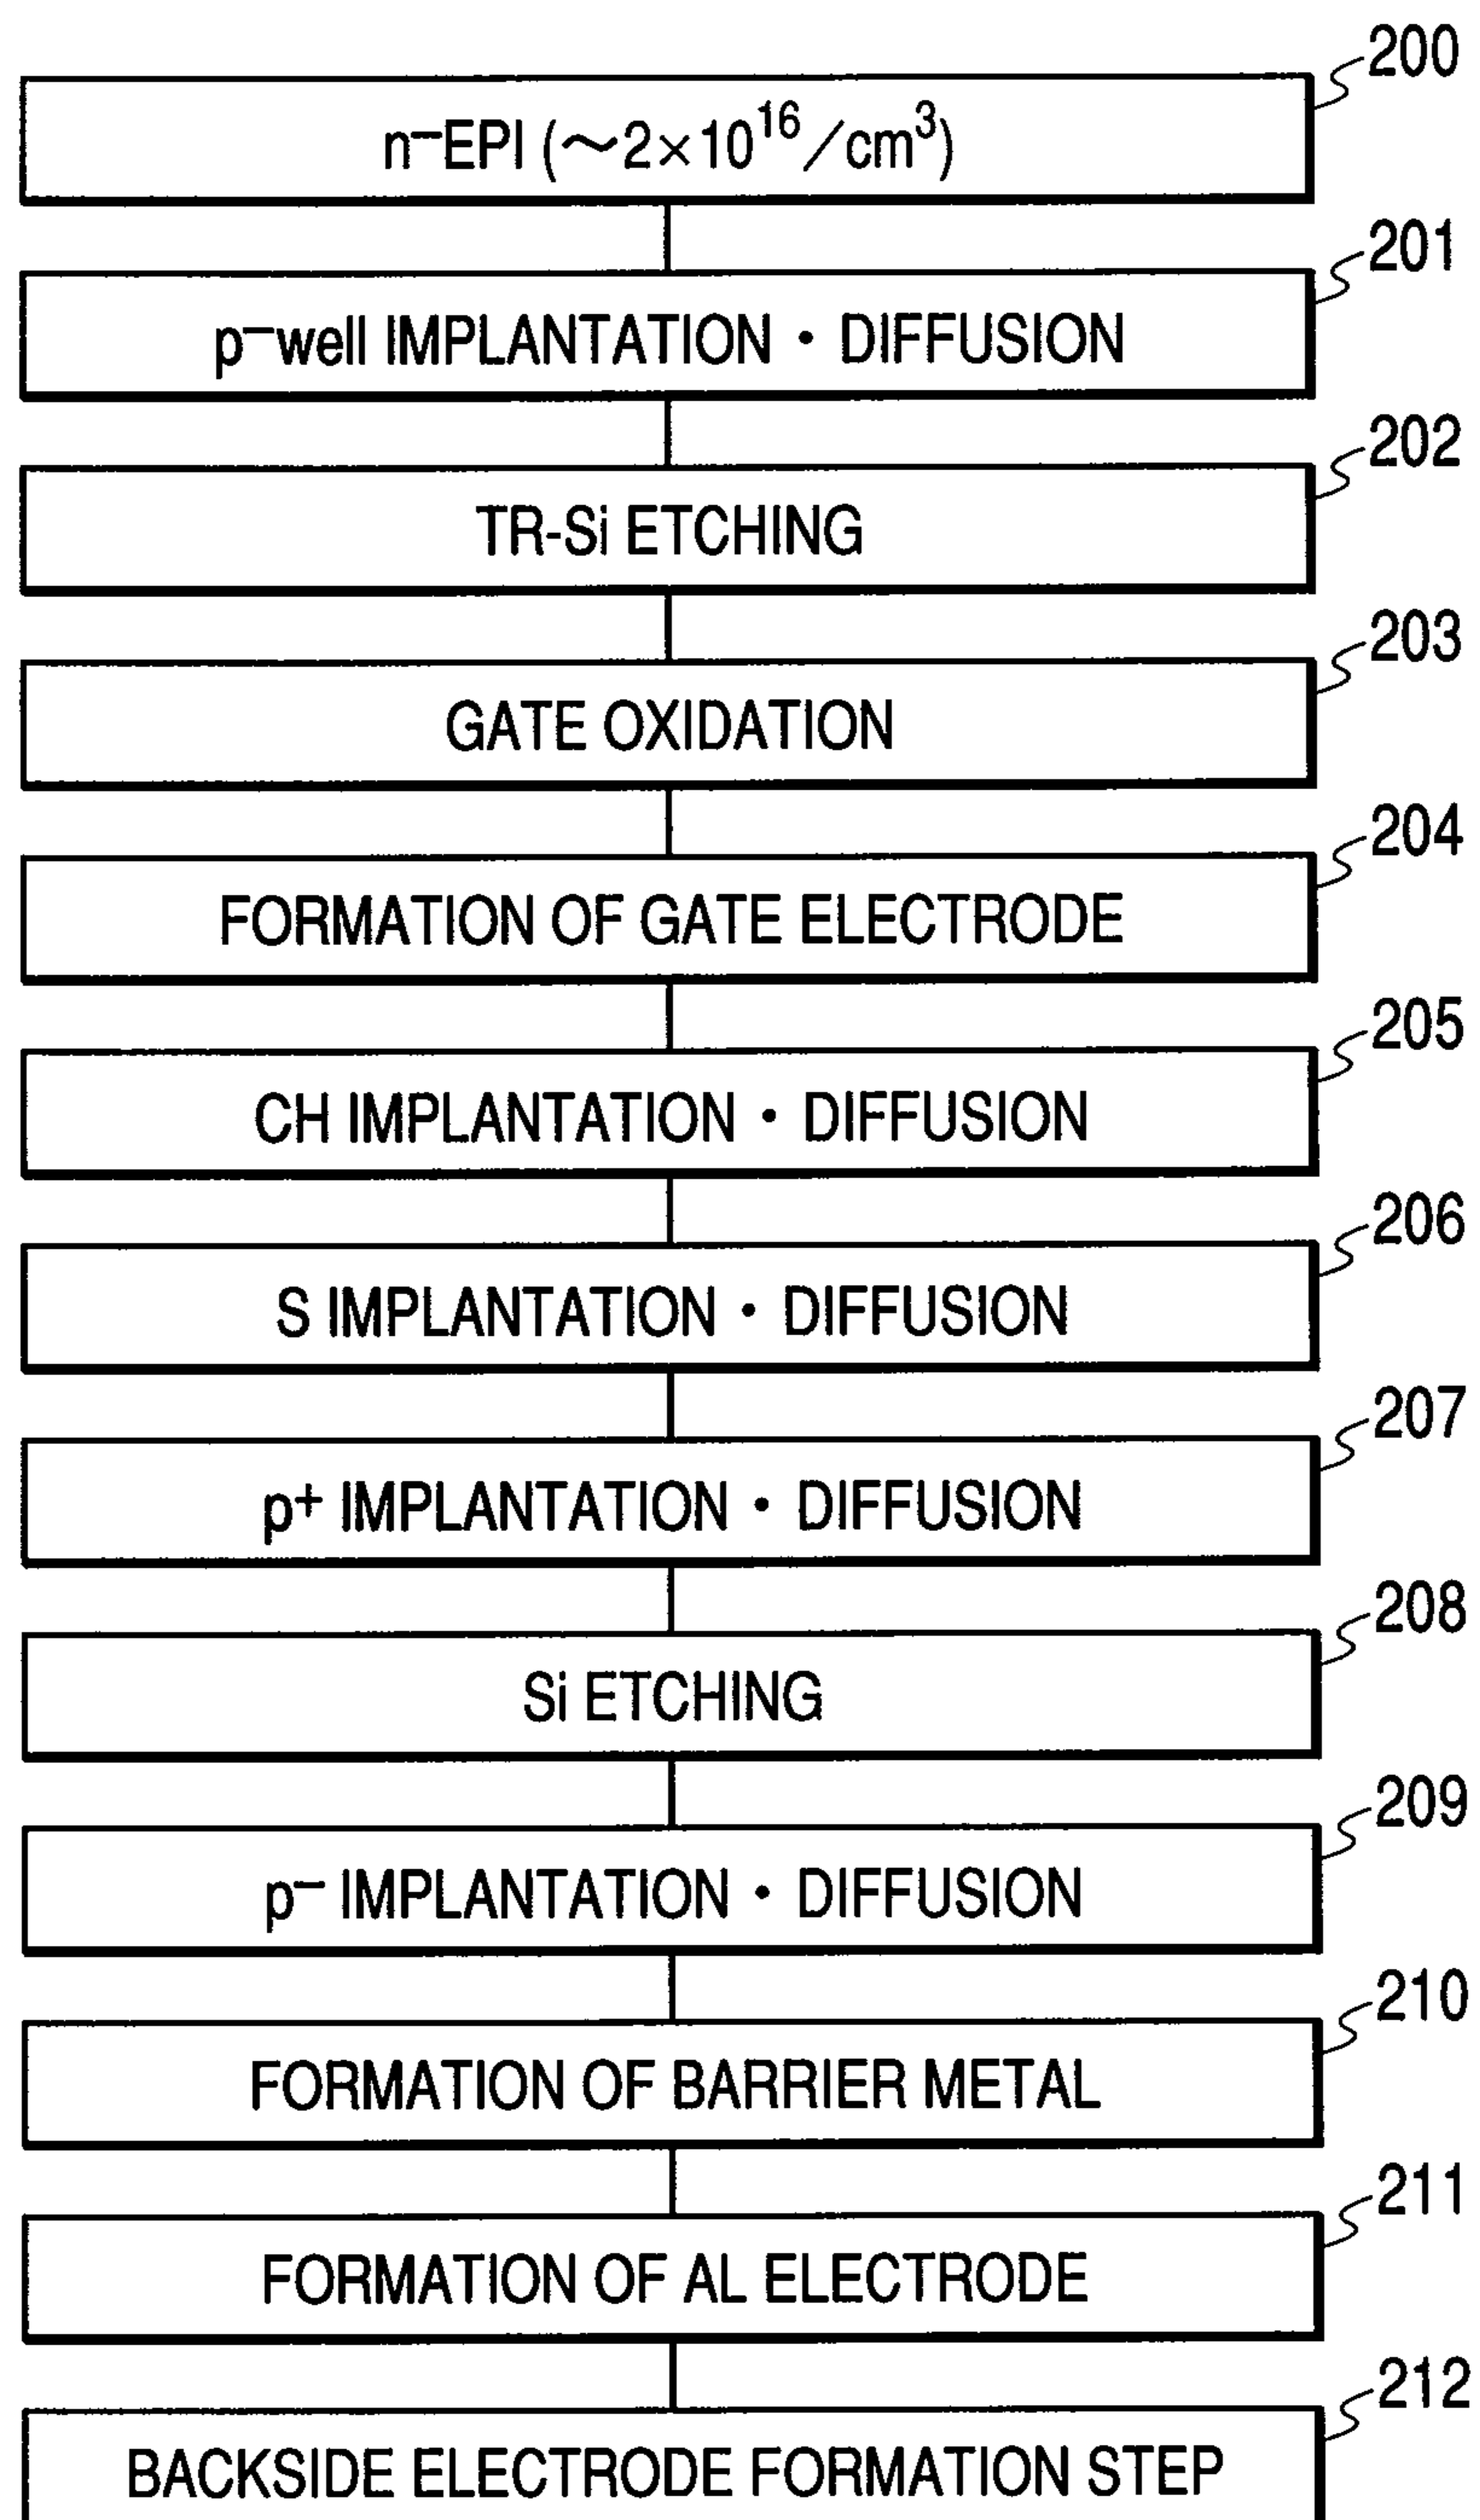 200
n⁻EPI (～2×10¹⁶/cm³)
201
p⁻well IMPLANTATION • DIFFUSION
202
TR-Si ETCHING
203
GATE OXIDATION
204
FORMATION OF GATE ELECTRODE
205
CH IMPLANTATION • DIFFUSION
206
S IMPLANTATION • DIFFUSION
207
p⁺ IMPLANTATION • DIFFUSION
208
Si ETCHING
209
p⁻ IMPLANTATION • DIFFUSION
210
FORMATION OF BARRIER METAL
211
FORMATION OF AL ELECTRODE
212
BACKSIDE ELECTRODE FORMATION STEP